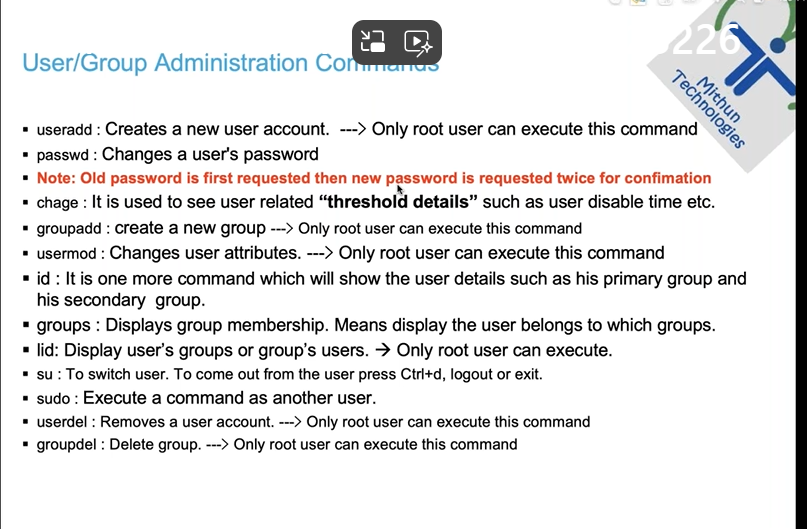 226
User/Group Administration Commands
Mithun
Technologies
▪ useradd : Creates a new user account. ---> Only root user can execute this command
▪ passwd : Changes a user's password
▪ Note: Old password is first requested then new password is requested twice for confimation
▪ chage : It is used to see user related “threshold details” such as user disable time etc.
▪ groupadd : create a new group ---> Only root user can execute this command
▪ usermod : Changes user attributes. ---> Only root user can execute this command
▪ id : It is one more command which will show the user details such as his primary group and
his secondary group.
▪ groups : Displays group membership. Means display the user belongs to which groups.
▪ lid: Display user’s groups or group’s users. → Only root user can execute.
▪ su : To switch user. To come out from the user press Ctrl+d, logout or exit.
▪ sudo : Execute a command as another user.
▪ userdel : Removes a user account. ---> Only root user can execute this command
▪ groupdel : Delete group. ---> Only root user can execute this command